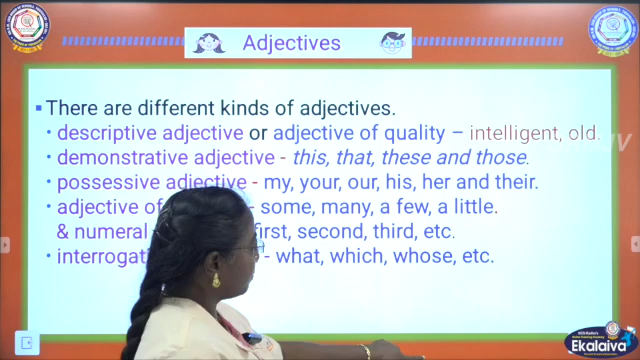 Adjectives
▪ There are different kinds of adjectives.
• descriptive adjective or adjective of quality – intelligent, old.
• demonstrative adjective - this, that, these and those.
• possessive adjective - my, your, our, his, her and their.
• adjective of - some, many, a few, a little.
& numeral first, second, third, etc.
• interrogati - what, which, whose, etc.
Ekalaiva